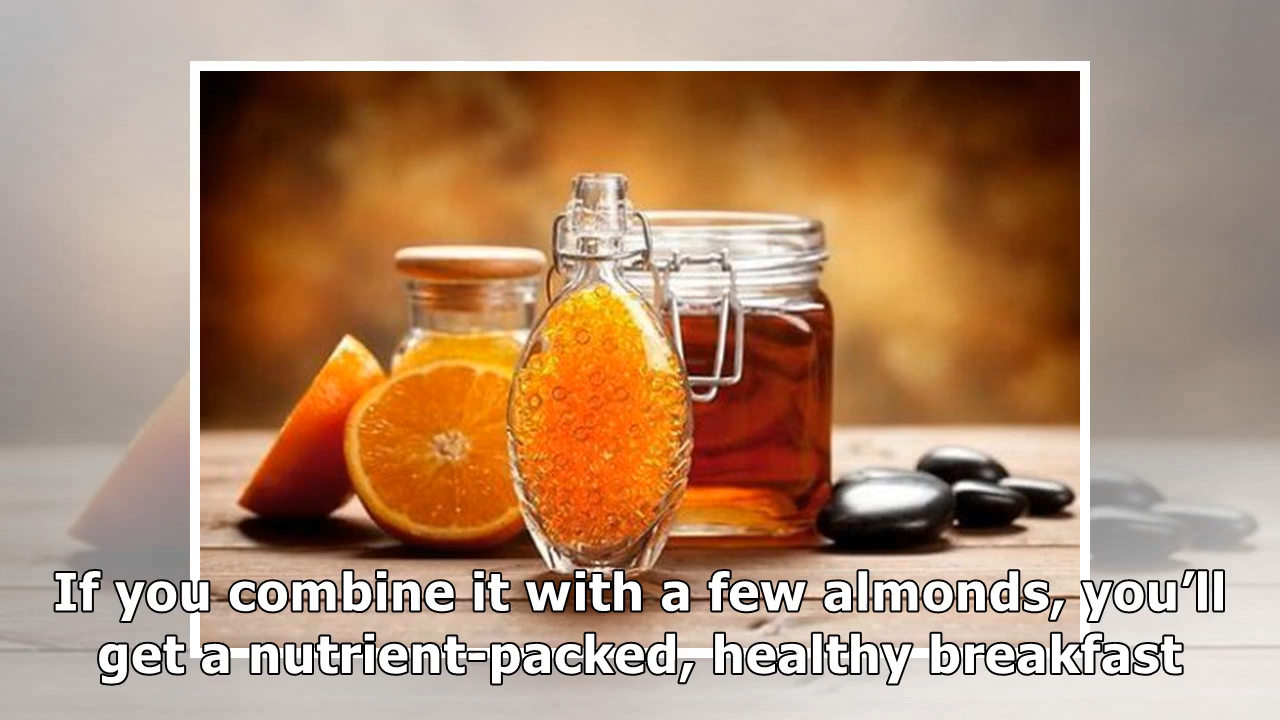 If you combine it with a few almonds, you’ll
get a nutrient-packed, healthy breakfast